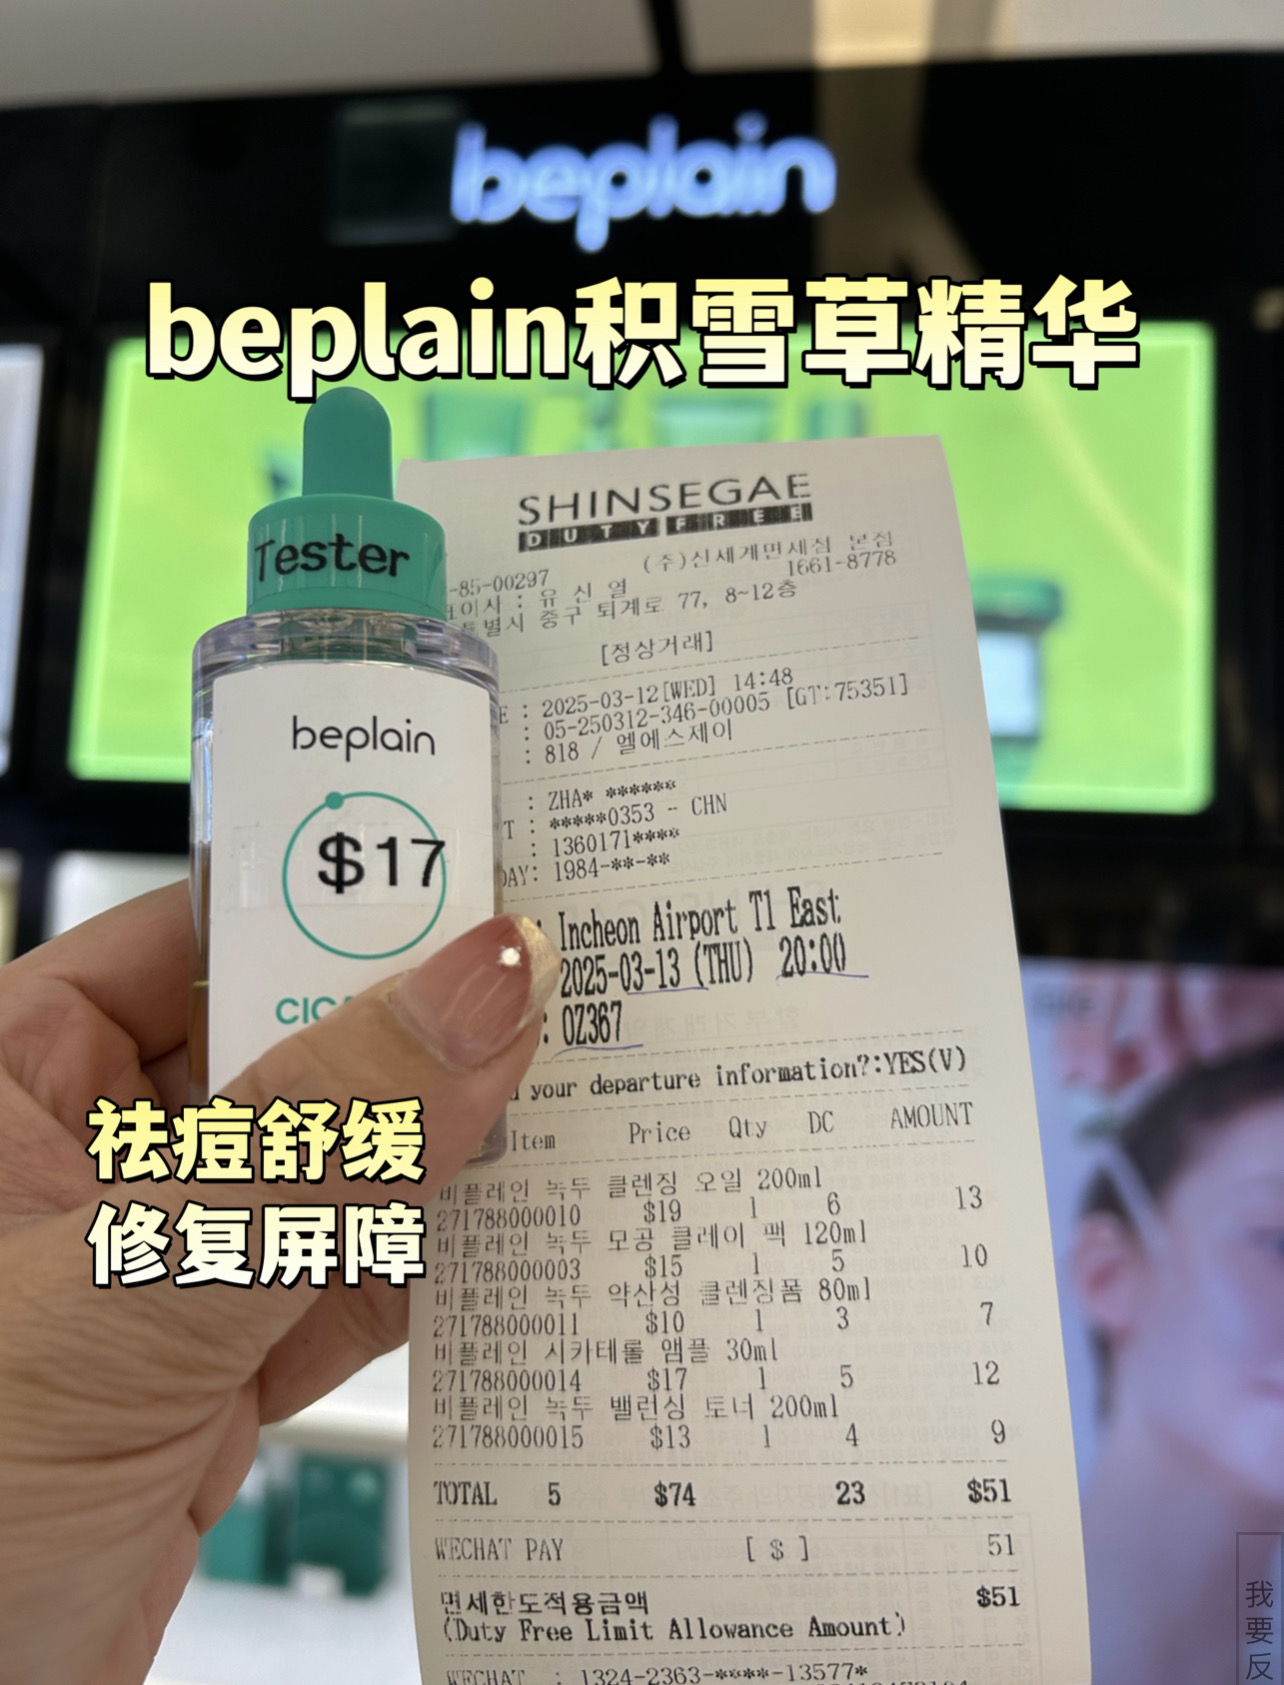 beplain
beplain积雪草精华
Tester
beplain
$17
祛痘舒缓
修复屏障
SHINSEGAE
DUTY FREE
(주)신세계면세점 본점
-85-00297 1661-8778
이사 : 유 신 열
특별시 중구 퇴계로 77, 8~12층
[정상거래]
E : 2025-03-12[WED] 14:48
: 05-250312-346-00005 [GT:75351]
: 818 / 엘에스제이
: ZHA* ******
T : *****0353 - CHN
: 1360171****
DAY: 1984-**-**
: Incheon Airport T1 East
2025-03-13 (THU) 20:00
: OZ367
your departure information?:YES(V)
Item Price Qty DC AMOUNT
비플레인 녹두 클렌징 오일 200ml
271788000010 $19 1 6 13
비플레인 녹두 모공 클레이 팩 120ml
271788000003 $15 1 5 10
비플레인 녹두 약산성 클렌징폼 80ml
271788000011 $10 1 3 7
비플레인 시카테롤 앰플 30ml
271788000014 $17 1 5 12
비플레인 녹두 밸런싱 토너 200ml
271788000015 $13 1 4 9
TOTAL 5 $74 23 $51
WECHAT PAY [ $ ] 51
면세한도적용금액 $51
(Duty Free Limit Allowance Amount)
WECHAT : 1324-2363-****-13577*
我要反